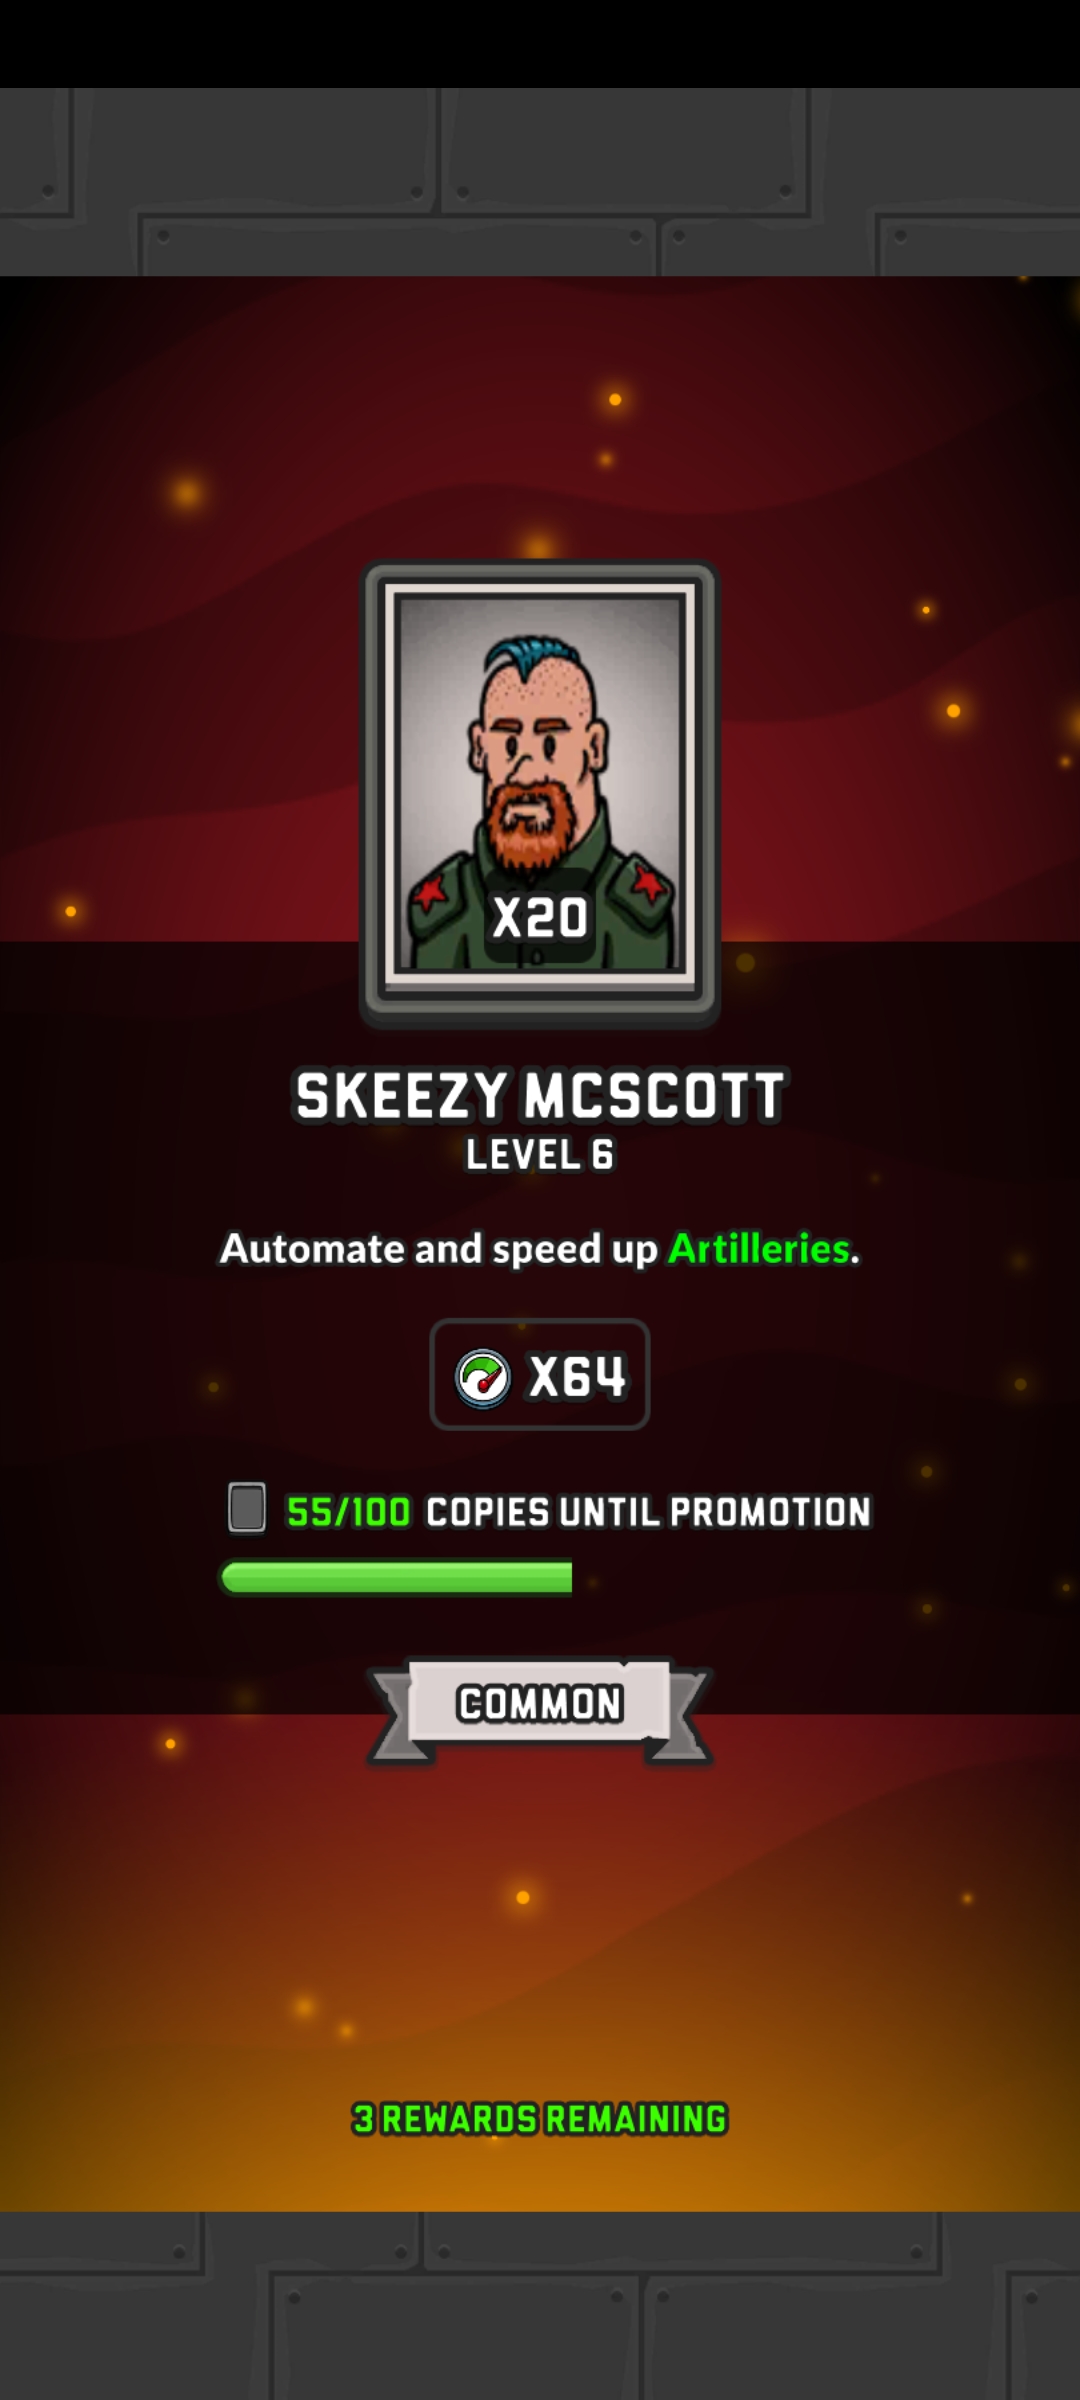 X20
SKEEZY MCSCOTT
LEVEL 6
Automate and speed up Artilleries.
X64
55/100 COPIES UNTIL PROMOTION
COMMON
3 REWARDS REMAINING